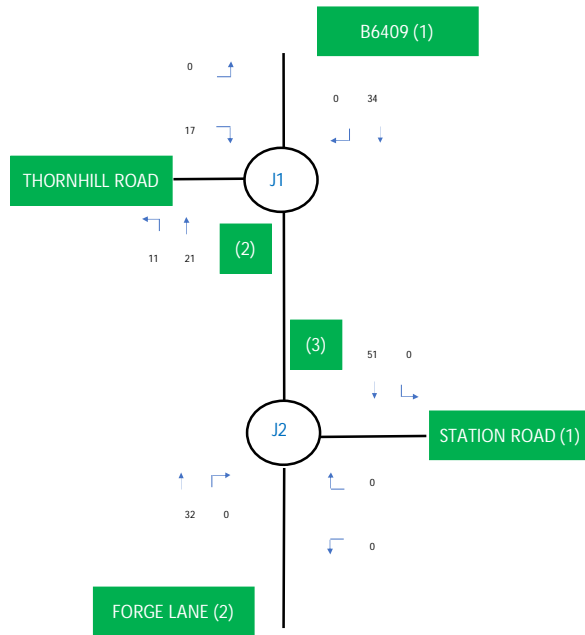 B6409 (1)
0
0 34
17
THORNHILL ROAD
J1
11 21
(2)
(3)
51 0
J2
STATION ROAD (1)
0
32 0
0
FORGE LANE (2)